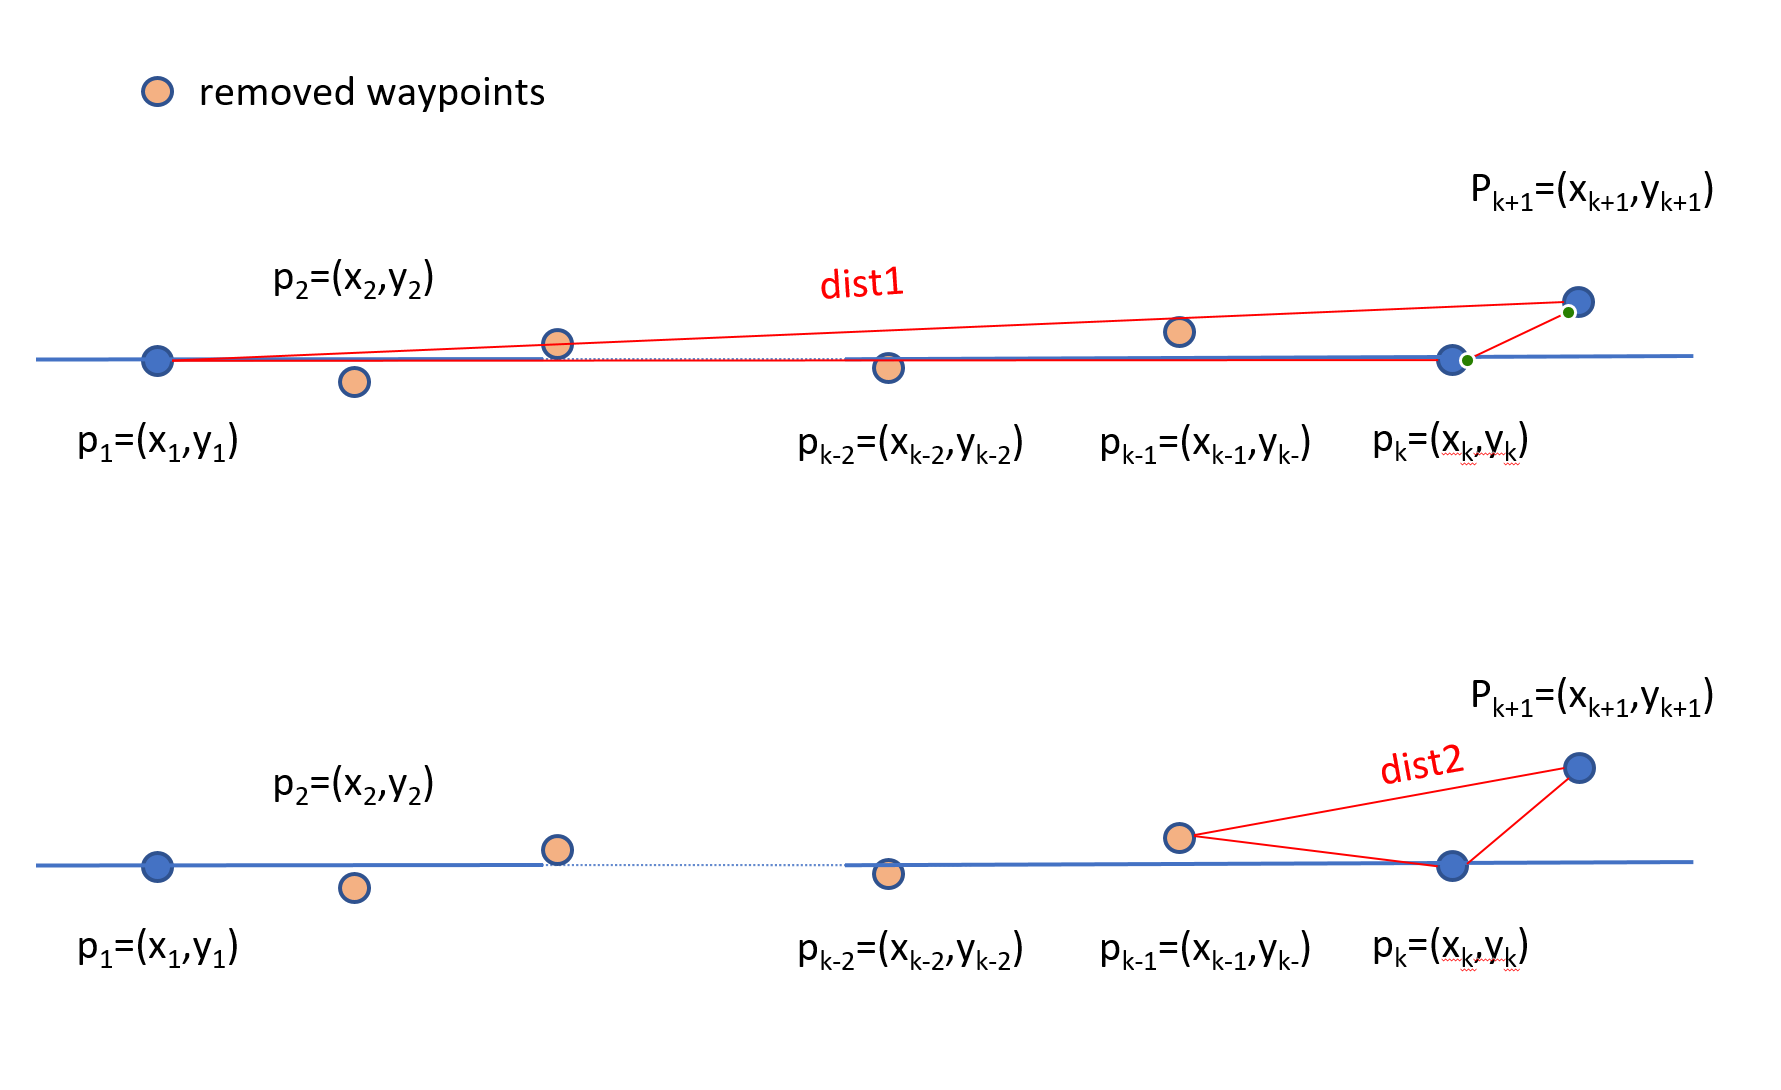 removed waypoints
P_{k+1}=(x_{k+1},y_{k+1})
p_2=(x_2,y_2)
dist1
p_1=(x_1,y_1)
p_{k-2}=(x_{k-2},y_{k-2})
p_{k-1}=(x_{k-1},y_{k-})
p_k=(x_k,y_k)
P_{k+1}=(x_{k+1},y_{k+1})
dist2
p_2=(x_2,y_2)
p_1=(x_1,y_1)
p_{k-2}=(x_{k-2},y_{k-2})
p_{k-1}=(x_{k-1},y_{k-})
p_k=(x_k,y_k)